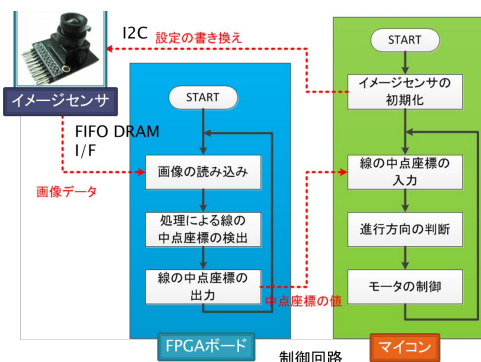 I2C
設定の書き換え
イメージセンサ
FIFO DRAM
I/F
画像データ
START
画像の読み込み
処理による線の
中点座標の検出
線の中点座標の
出力
FPGAボード
中点座標の値
START
イメージセンサの
初期化
線の中点座標の
入力
進行方向の判断
モータの制御
マイコン
制御回路